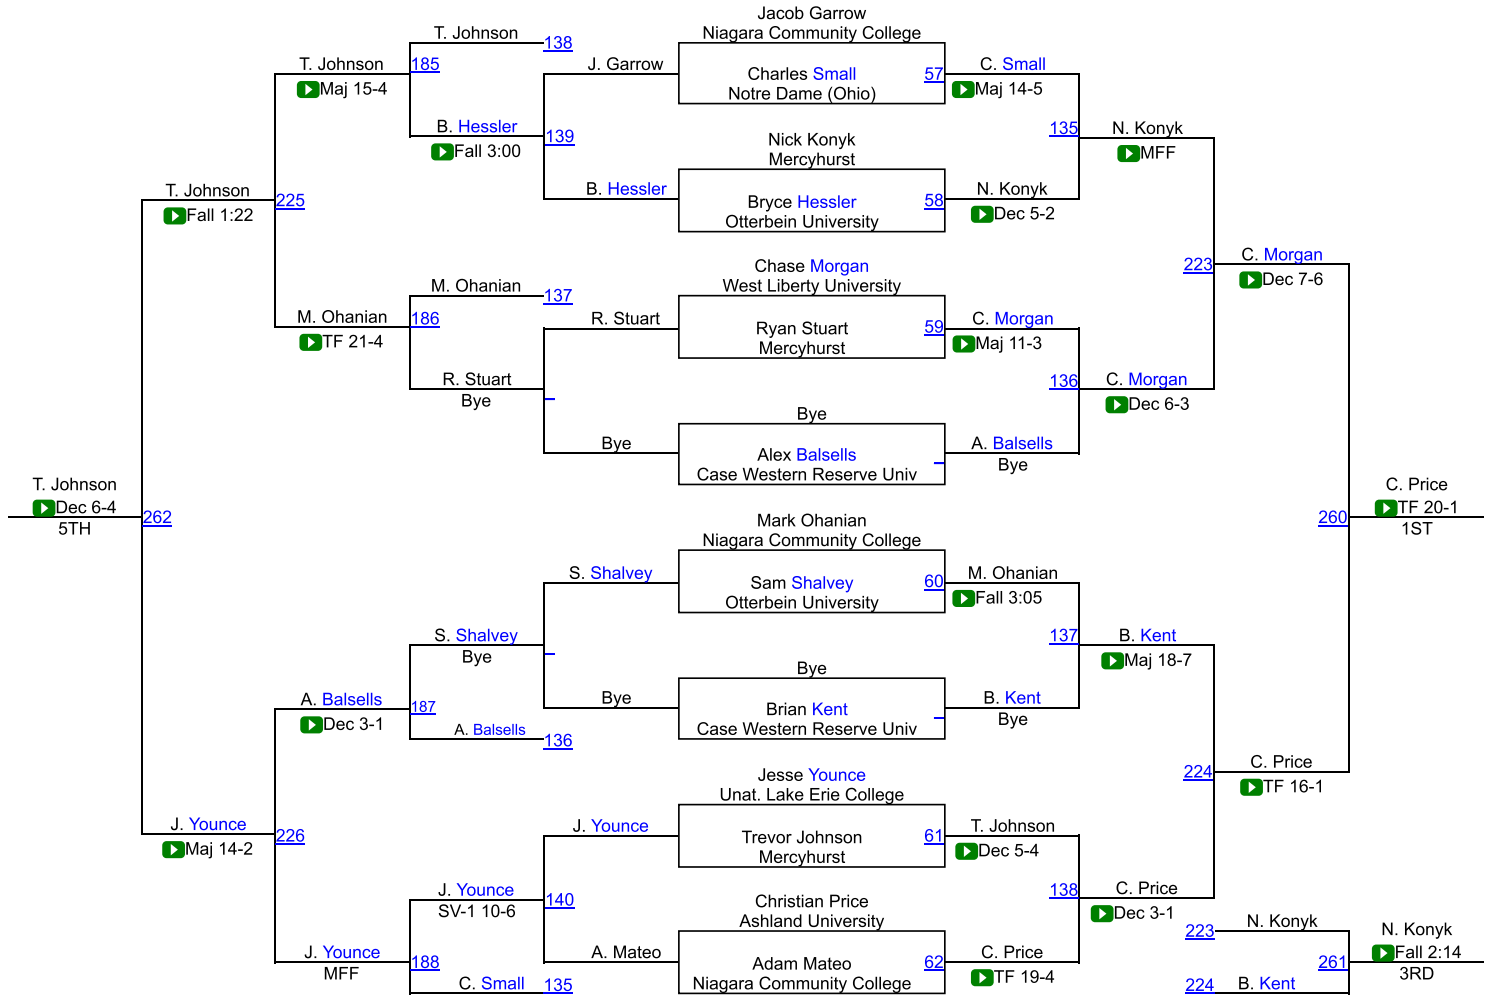 Jacob Garrow
Niagara Community College
T. Johnson
138
T. Johnson
185
J. Garrow
Charles Small
57
C. Small
Maj 15-4
Notre Dame (Ohio)
Maj 14-5
B. Hessler
139
Nick Konyk
135
N. Konyk
Fall 3:00
Mercyhurst
MFF
T. Johnson
225
B. Hessler
Bryce Hessler
58
N. Konyk
Fall 1:22
Otterbein University
Dec 5-2
Chase Morgan
223
C. Morgan
M. Ohanian
137
West Liberty University
Dec 7-6
M. Ohanian
186
R. Stuart
Ryan Stuart
59
C. Morgan
TF 21-4
Mercyhurst
Maj 11-3
R. Stuart
136
C. Morgan
Bye
Bye
Dec 6-3
Bye
Alex Balsells
A. Balsells
Case Western Reserve Univ
Bye
T. Johnson
C. Price
Dec 6-4
262
260
TF 20-1
5TH
1ST
Mark Ohanian
Niagara Community College
S. Shalvey
Sam Shalvey
60
M. Ohanian
Otterbein University
Fall 3:05
S. Shalvey
137
B. Kent
Bye
Bye
Maj 18-7
A. Balsells
187
Bye
Brian Kent
B. Kent
Dec 3-1
A. Balsells
136
Case Western Reserve Univ
Bye
Jesse Younce
224
C. Price
Unat. Lake Erie College
TF 16-1
J. Younce
226
J. Younce
Trevor Johnson
61
T. Johnson
Maj 14-2
Mercyhurst
Dec 5-4
J. Younce
140
Christian Price
138
C. Price
SV-1 10-6
Ashland University
Dec 3-1
N. Konyk
223
N. Konyk
J. Younce
188
A. Mateo
Adam Mateo
62
C. Price
261
Fall 2:14
MFF
Niagara Community College
TF 19-4
3RD
C. Small
135
224
B. Kent